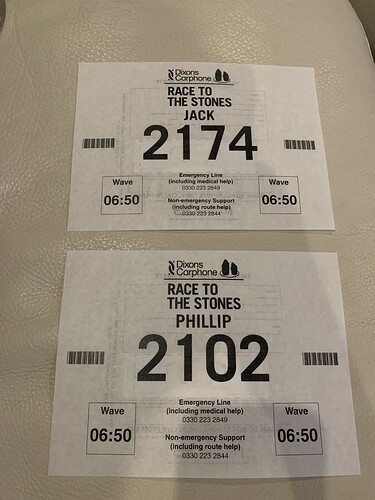 Dixons
Carphone
RACE TO
THE STONES
JACK
2174
Emergency Line
(including medical help)
0330 223 2849
Wave
06:50
Non-emergency Support
(including route help)
0330 223 2844
Wave
06:50
Dixons
Carphone
RACE TO
THE STONES
PHILLIP
2102
Emergency Line
(including medical help)
0330 223 2849
Wave
06:50
Non-emergency Support
(including route help)
0330 223 2844
Wave
06:50